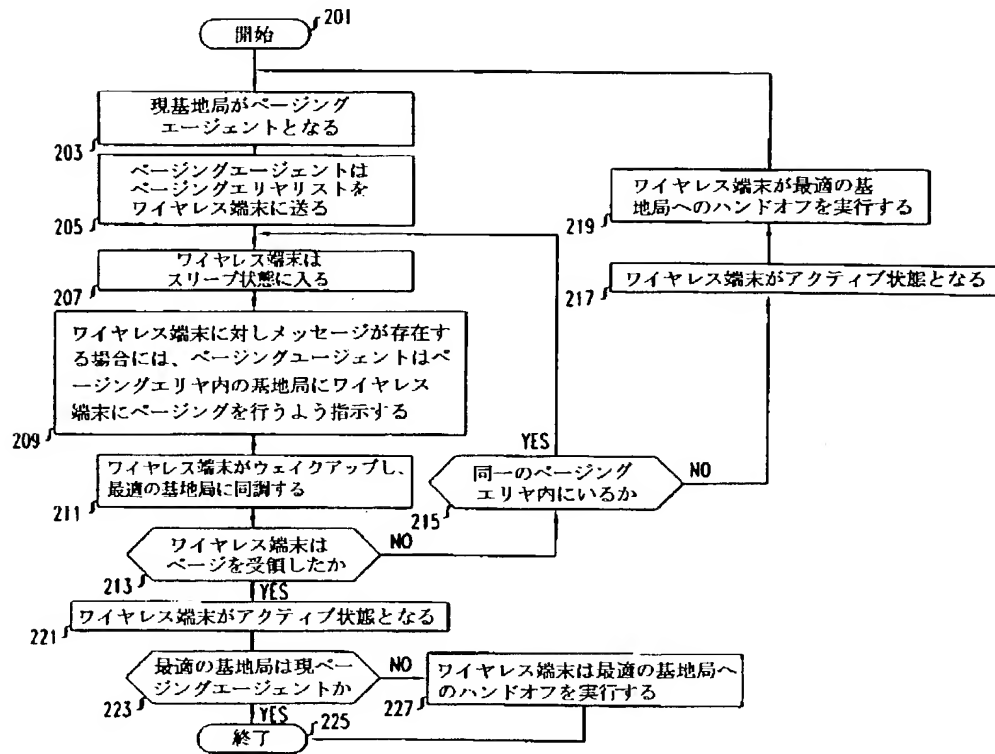 開始
201
現基地局がページング
エージェントとなる
203
ページングエージェントは
ページングエリヤリストを
ワイヤレス端末に送る
205
ワイヤレス端末は
スリープ状態に入る
207
ワイヤレス端末に対しメッセージが存在す
る場合には、ページングエージェントはペ
ージングエリヤ内の基地局にワイヤレス
端末にページングを行うよう指示する
209
ワイヤレス端末がウェイクアップし、
最適の基地局に同調する
211
ワイヤレス端末は
ページを受領したか
213
NO
YES
同一のページング
エリヤ内にいるか
215
YES
NO
ワイヤレス端末がアクティブ状態となる
217
ワイヤレス端末が最適の基
地局へのハンドオフを実行する
219
ワイヤレス端末がアクティブ状態となる
221
最適の基地局は現ペー
ジングエージェントか
223
NO
YES
ワイヤレス端末は最適の基地局へ
のハンドオフを実行する
227
終了
225